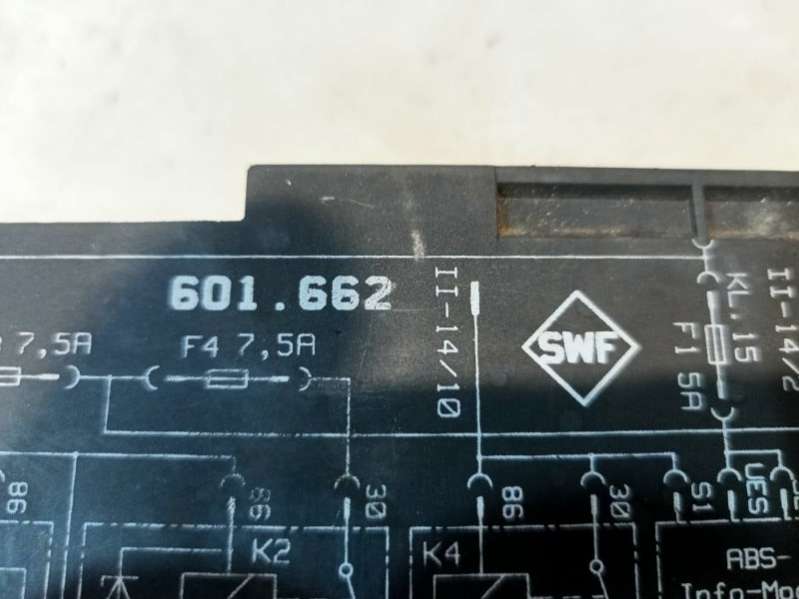 601.662
7,5A
F4 7,5A
II-14/10
SWF
KL.15
F1 5A
II-14/2
86
86
30
86
30
S1
UES
K2
K4
ABS-